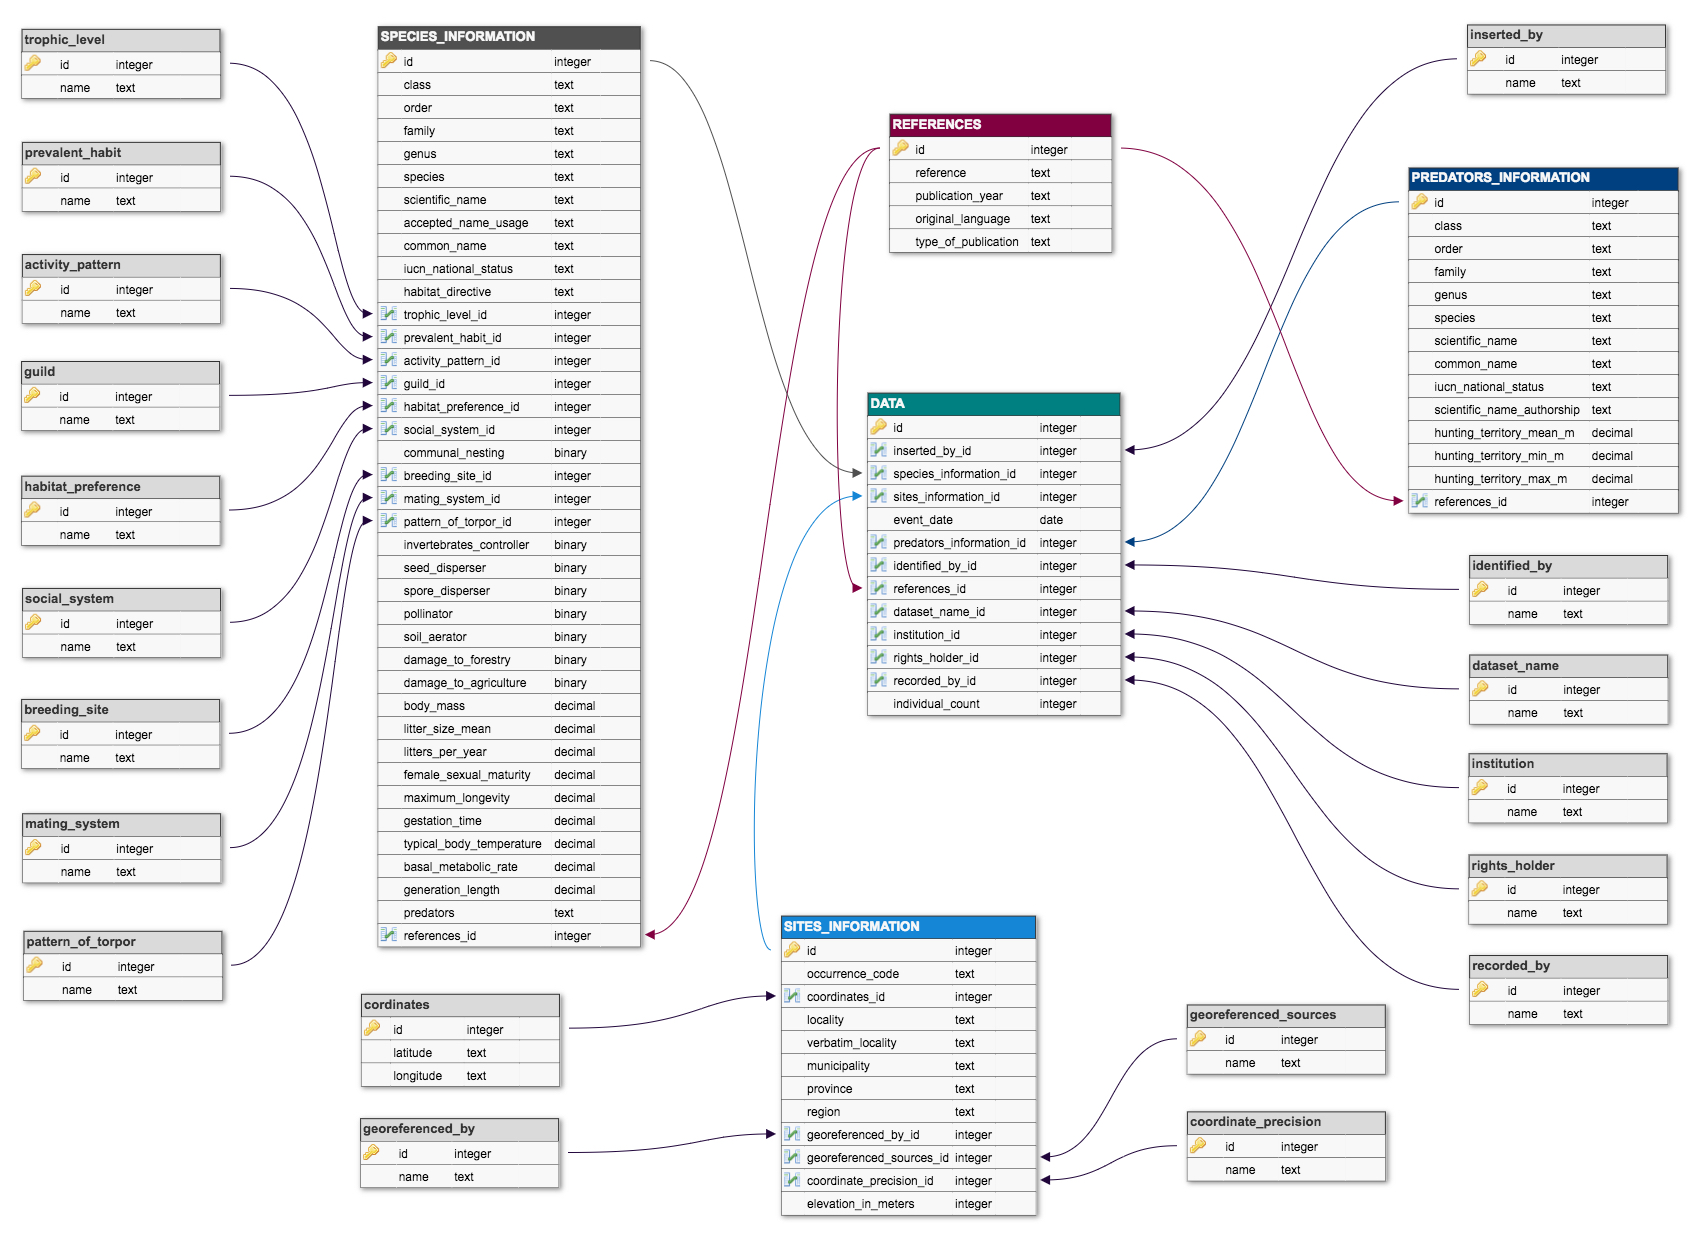 trophic_level
id integer
name text
prevalent_habit
id integer
name text
activity_pattern
id integer
name text
guild
id integer
name text
habitat_preference
id integer
name text
social_system
id integer
name text
breeding_site
id integer
name text
mating_system
id integer
name text
pattern_of_torpor
id integer
name text
SPECIES_INFORMATION
id integer
class text
order text
family text
genus text
species text
scientific_name text
accepted_name_usage text
common_name text
iucn_national_status text
habitat_directive text
trophic_level_id integer
prevalent_habit_id integer
activity_pattern_id integer
guild_id integer
habitat_preference_id integer
social_system_id integer
communal_nesting binary
breeding_site_id integer
mating_system_id integer
pattern_of_torpor_id integer
invertebrates_controller binary
seed_disperser binary
spore_disperser binary
pollinator binary
soil_aerator binary
damage_to_forestry binary
damage_to_agriculture binary
body_mass decimal
litter_size_mean decimal
litters_per_year decimal
female_sexual_maturity decimal
maximum_longevity decimal
gestation_time decimal
typical_body_temperature decimal
basal_metabolic_rate decimal
generation_length decimal
predators text
references_id integer
cordinates
id integer
latitude text
longitude text
georeferenced_by
id integer
name text
REFERENCES
id integer
reference text
publication_year text
original_language text
type_of_publication text
DATA
id integer
inserted_by_id integer
species_information_id integer
sites_information_id integer
event_date date
predators_information_id integer
identified_by_id integer
references_id integer
dataset_name_id integer
institution_id integer
rights_holder_id integer
recorded_by_id integer
individual_count integer
SITES_INFORMATION
id integer
occurrence_code text
coordinates_id integer
locality text
verbatim_locality text
municipality text
province text
region text
georeferenced_by_id integer
georeferenced_sources_id integer
coordinate_precision_id integer
elevation_in_meters integer
georeferenced_sources
id integer
name text
coordinate_precision
id integer
name text
inserted_by
id integer
name text
PREDATORS_INFORMATION
id integer
class text
order text
family text
genus text
species text
scientific_name text
common_name text
iucn_national_status text
scientific_name_authorship text
hunting_territory_mean_m decimal
hunting_territory_min_m decimal
hunting_territory_max_m decimal
references_id integer
identified_by
id integer
name text
dataset_name
id integer
name text
institution
id integer
name text
rights_holder
id integer
name text
recorded_by
id integer
name text